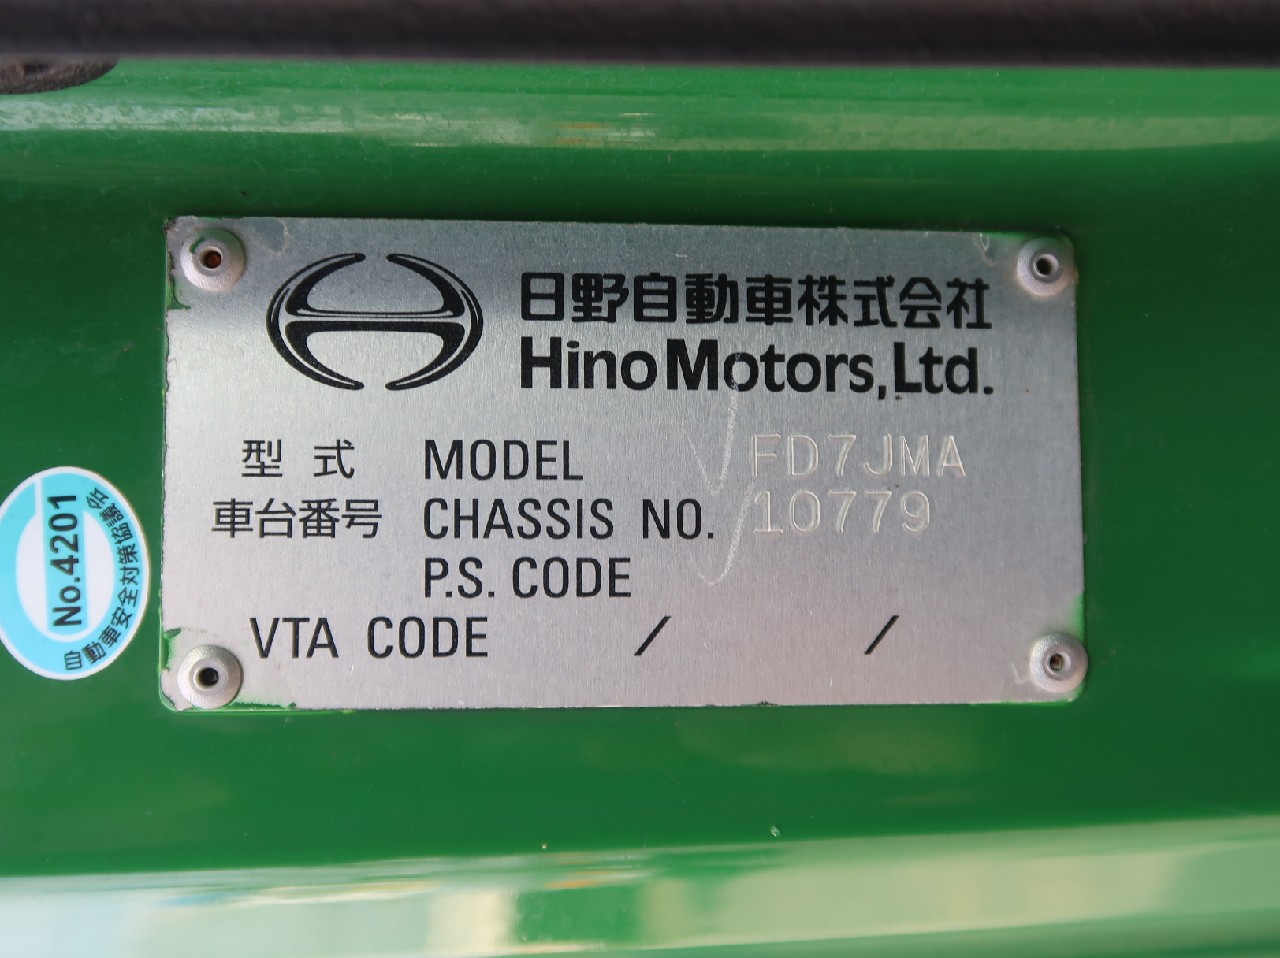 日野自動車株式会社
Hino Motors, Ltd.
型式 MODEL FD7JMA
車台番号 CHASSIS NO. 10779
P.S. CODE
VTA CODE / /
No.4201
自動車安全対策協議会